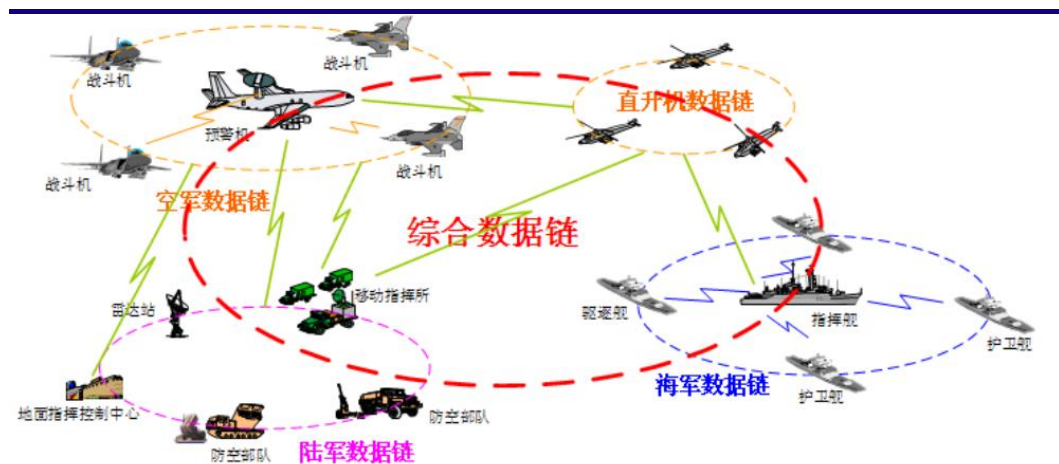 战斗机
战斗机
直升机数据链
预警机
战斗机
战斗机
空军数据链
综合数据链
雷达站
移动指挥所
驱逐舰
指挥舰
护卫舰
海军数据链
护卫舰
地面指挥控制中心
防空部队
陆军数据链
防空部队